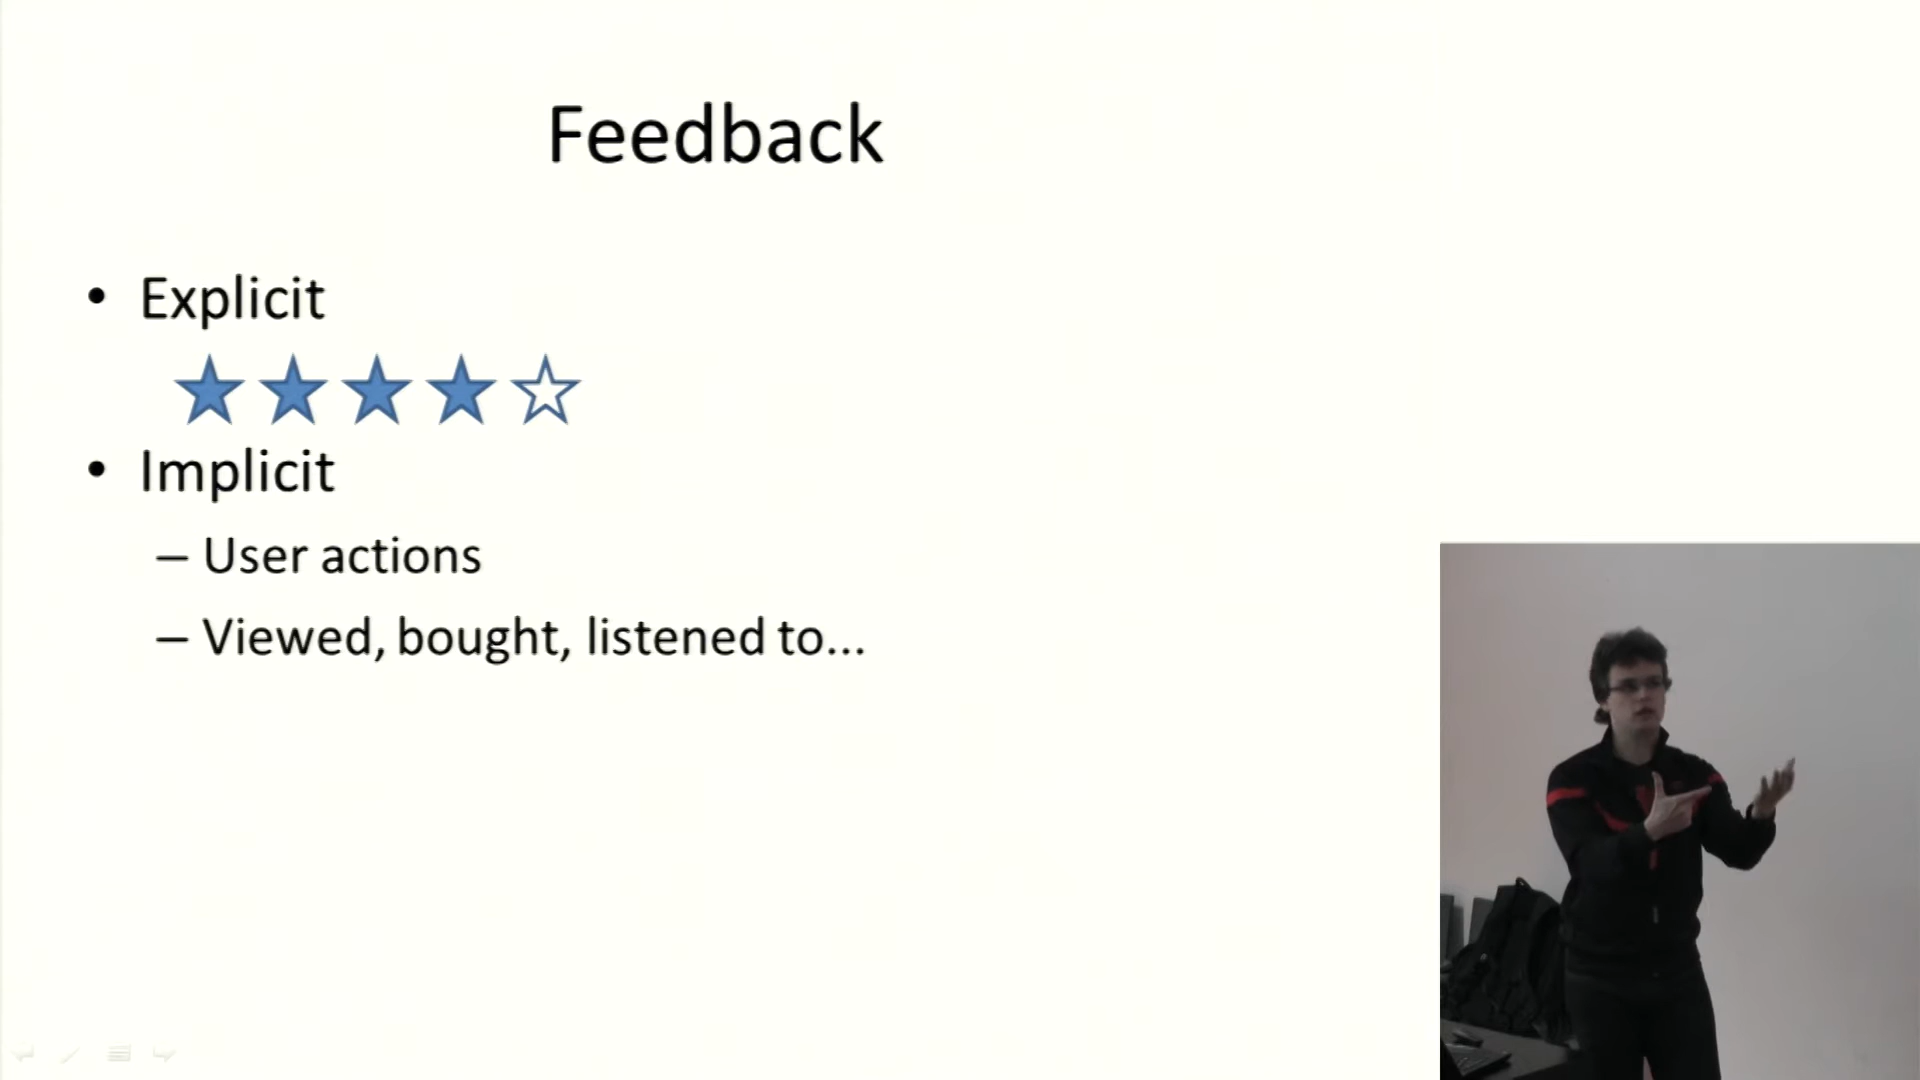 Feedback
• Explicit
• Implicit
– User actions
– Viewed, bought, listened to...